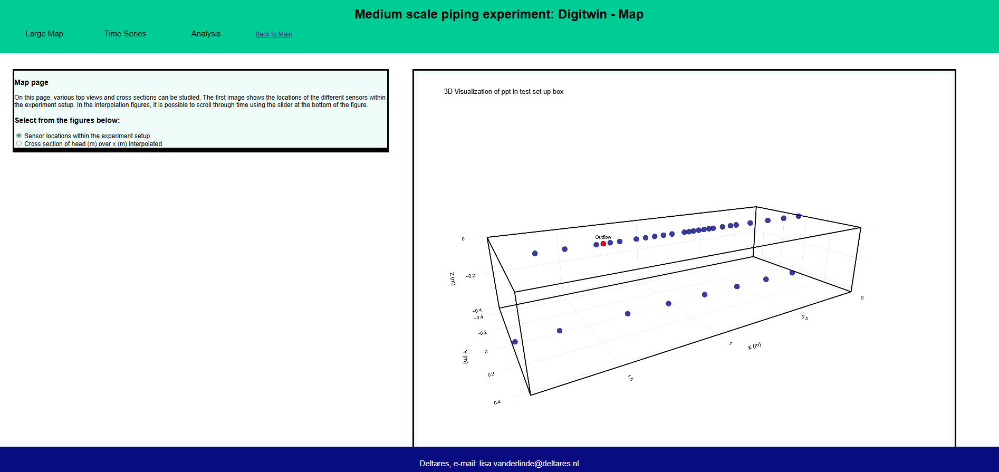 Medium scale piping experiment: Digitwin - Map
Large Map
Time Series
Analysis
Back to Main
Map page
On this page, various top views and cross sections can be studied. The first image shows the locations of the different sensors within
the experiment setup. In the interpolation figures, it is possible to scroll through time using the slider at the bottom of the figure.
Select from the figures below:
Sensor locations within the experiment setup
Cross section of head (m) over x (m) interpolated
3D Visualization of ppt in test set up box
Outflow
0
−0.2
−0.4
Z (m)
−0.4
−0.2
0
0.2
0.4
Y (m)
0
0.5
1
1.5
X (m)
Deltares, e-mail: lisa.vanderlinde@deltares.nl